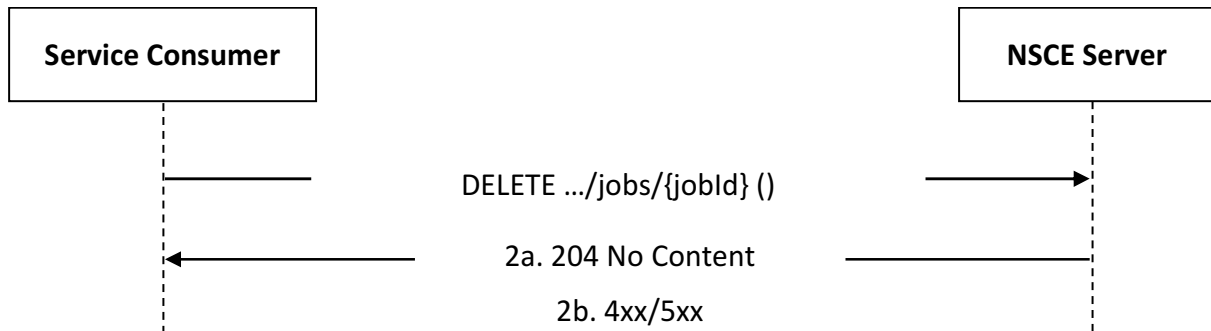 Service Consumer
NSCE Server
DELETE .../jobs/{jobId} ()
2a. 204 No Content
2b. 4xx/5xx